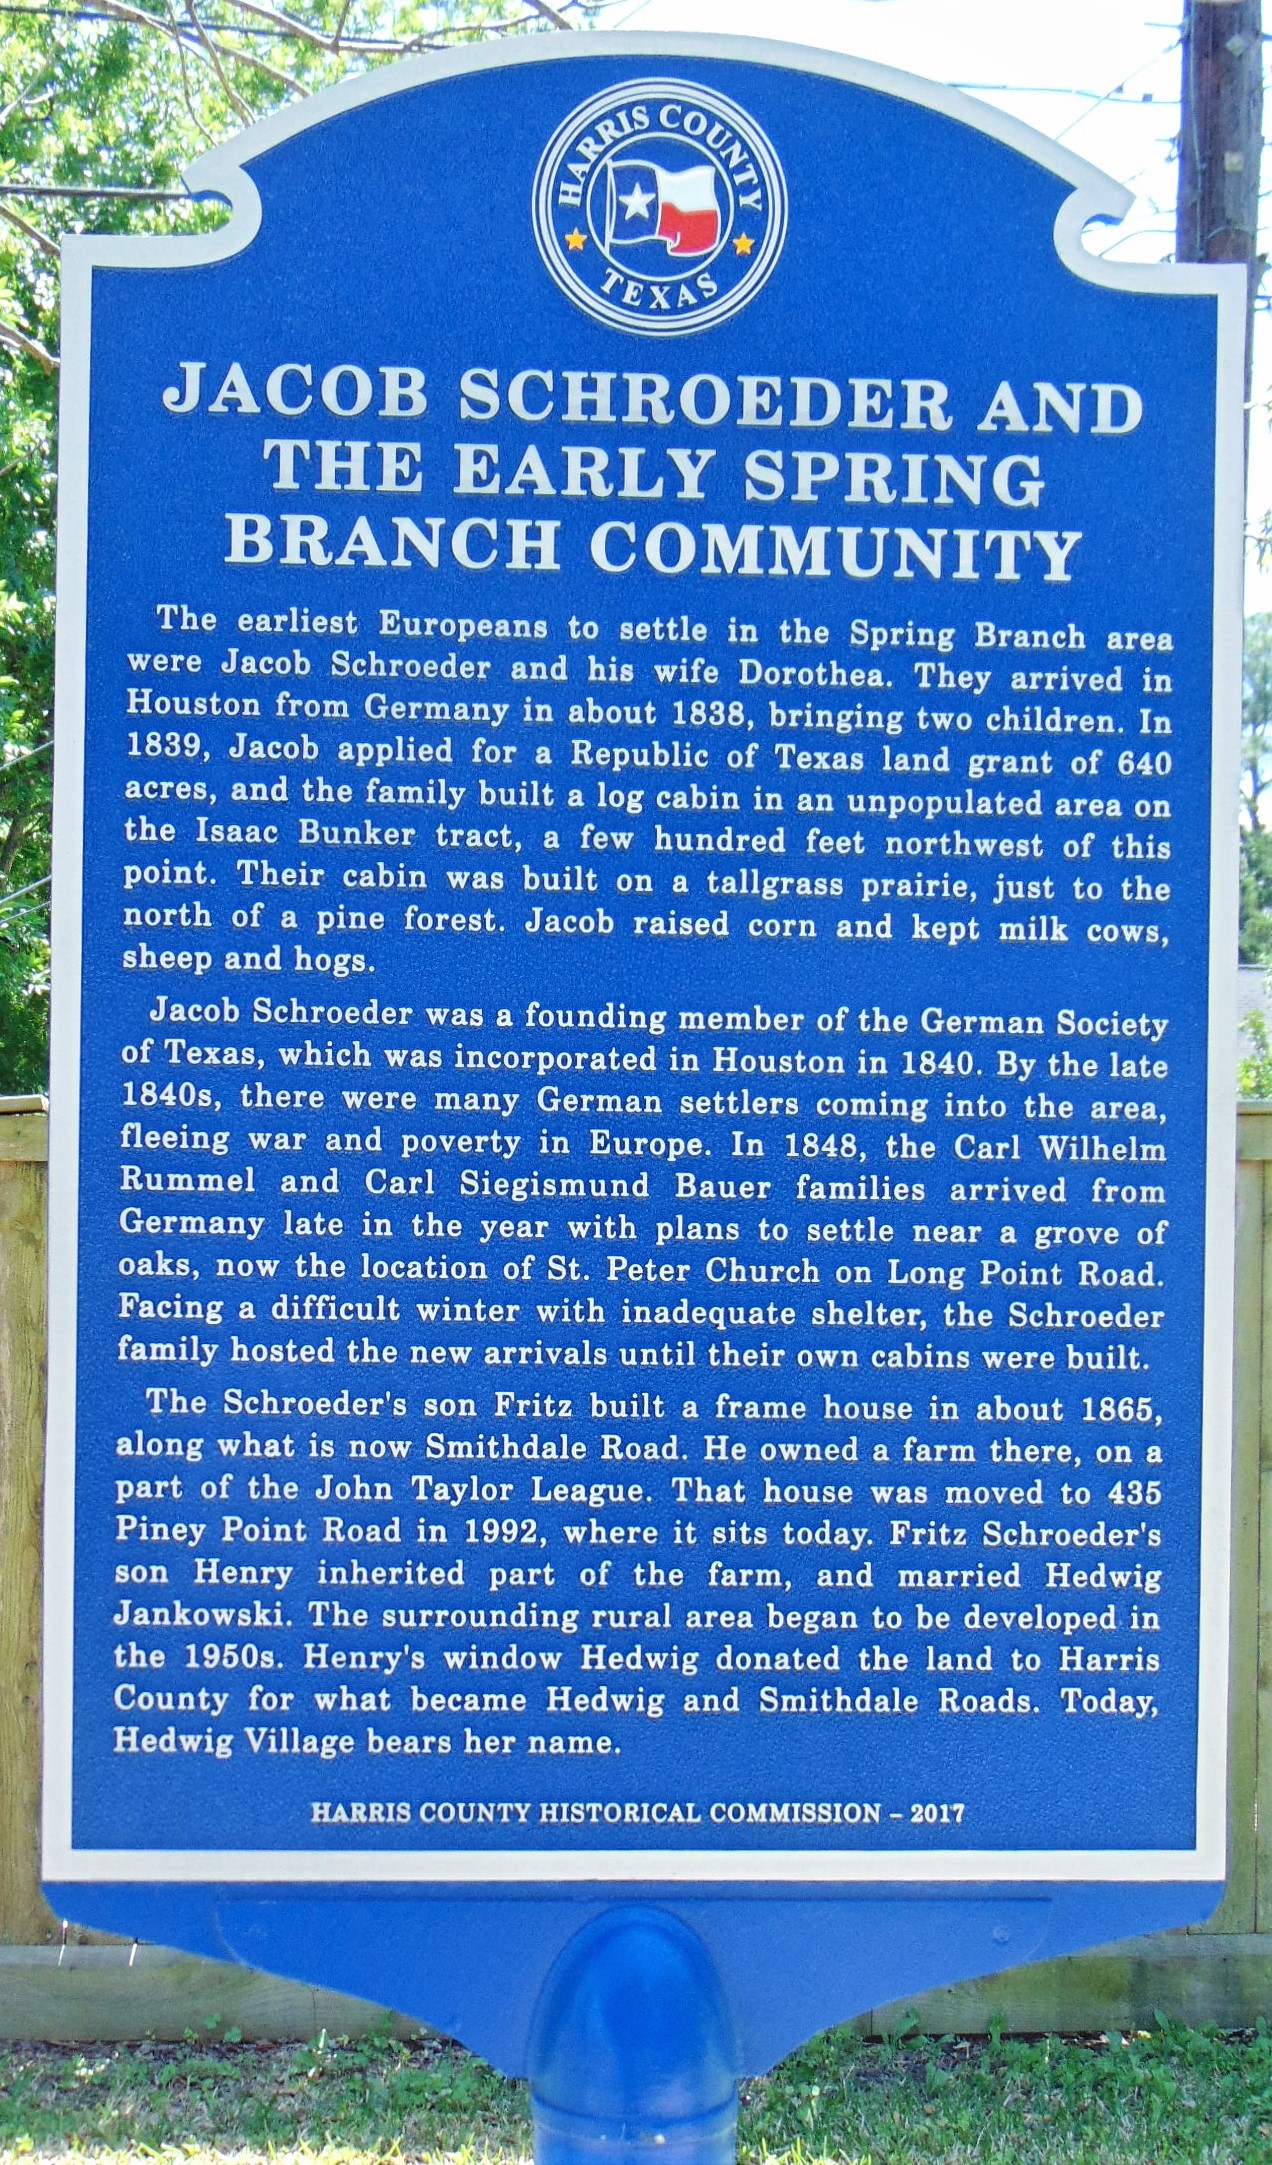 HARRIS COUNTY
TEXAS
JACOB SCHROEDER AND
THE EARLY SPRING
BRANCH COMMUNITY
The earliest Europeans to settle in the Spring Branch area
were Jacob Schroeder and his wife Dorothea. They arrived in
Houston from Germany in about 1838, bringing two children. In
1839, Jacob applied for a Republic of Texas land grant of 640
acres, and the family built a log cabin in an unpopulated area on
the Isaac Bunker tract, a few hundred feet northwest of this
point. Their cabin was built on a tallgrass prairie, just to the
north of a pine forest. Jacob raised corn and kept milk cows,
sheep and hogs.
Jacob Schroeder was a founding member of the German Society
of Texas, which was incorporated in Houston in 1840. By the late
1840s, there were many German settlers coming into the area,
fleeing war and poverty in Europe. In 1848, the Carl Wilhelm
Rummel and Carl Siegismund Bauer families arrived from
Germany late in the year with plans to settle near a grove of
oaks, now the location of St. Peter Church on Long Point Road.
Facing a difficult winter with inadequate shelter, the Schroeder
family hosted the new arrivals until their own cabins were built.
The Schroeder's son Fritz built a frame house in about 1865,
along what is now Smithdale Road. He owned a farm there, on a
part of the John Taylor League. That house was moved to 435
Piney Point Road in 1992, where it sits today. Fritz Schroeder's
son Henry inherited part of the farm, and married Hedwig
Jankowski. The surrounding rural area began to be developed in
the 1950s. Henry's window Hedwig donated the land to Harris
County for what became Hedwig and Smithdale Roads. Today,
Hedwig Village bears her name.
HARRIS COUNTY HISTORICAL COMMISSION – 2017